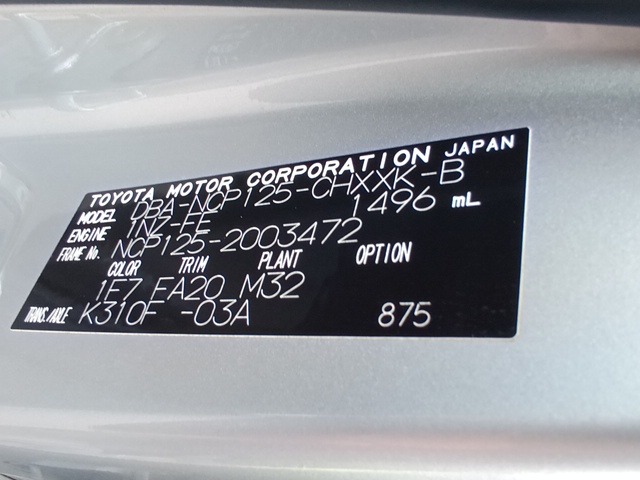 TOYOTA MOTOR CORPORATION JAPAN
MODEL DBA-NCP125-CHXXK-B
ENGINE 1NZ-FE 1496 mL
FRAME No. NCP125-2003472
COLOR TRIM PLANT OPTION
1E7 EA20 M32
TRANS./AXLE K310F -03A 875